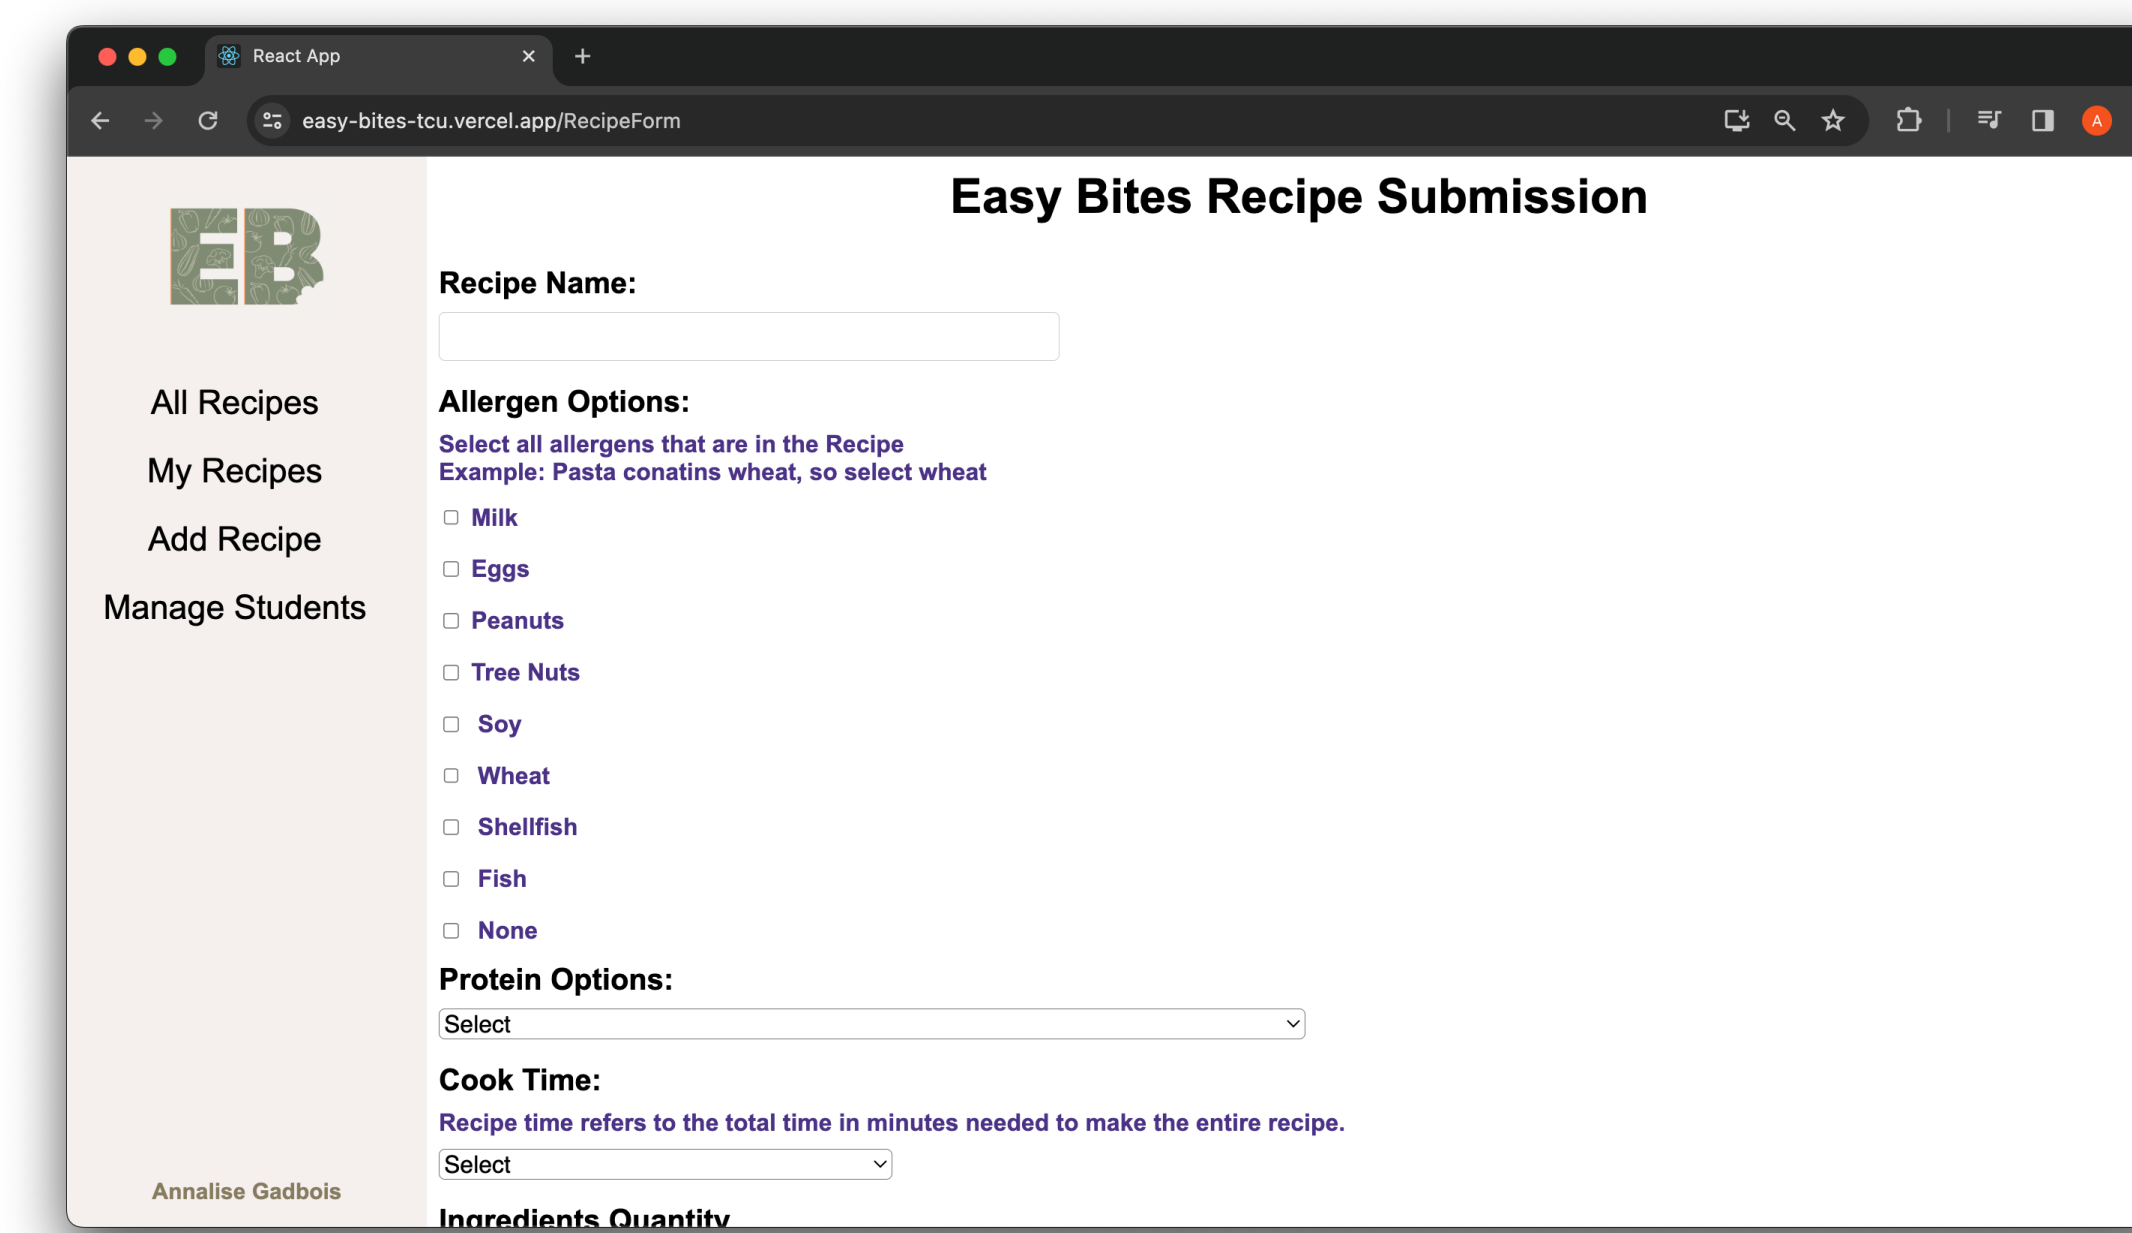 React App
easy-bites-tcu.vercel.app/RecipeForm
A
EB
All Recipes
My Recipes
Add Recipe
Manage Students
Annalise Gadbois
Easy Bites Recipe Submission
Recipe Name:
Allergen Options:
Select all allergens that are in the Recipe
Example: Pasta conatins wheat, so select wheat
Milk
Eggs
Peanuts
Tree Nuts
Soy
Wheat
Shellfish
Fish
None
Protein Options:
Select
Cook Time:
Recipe time refers to the total time in minutes needed to make the entire recipe.
Select
Ingredients Quantity